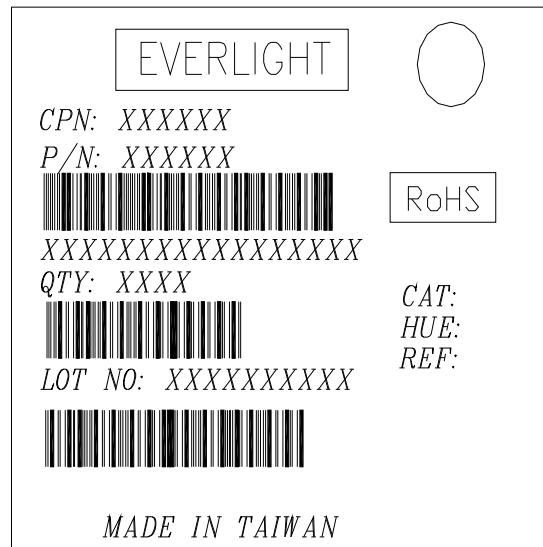 EVERLIGHT
CPN: XXXXXX
P/N: XXXXXX
RoHS
XXXXXXXXXXXXXXXXX
QTY: XXXX
CAT:
HUE:
REF:
LOT NO: XXXXXXXXXX
MADE IN TAIWAN